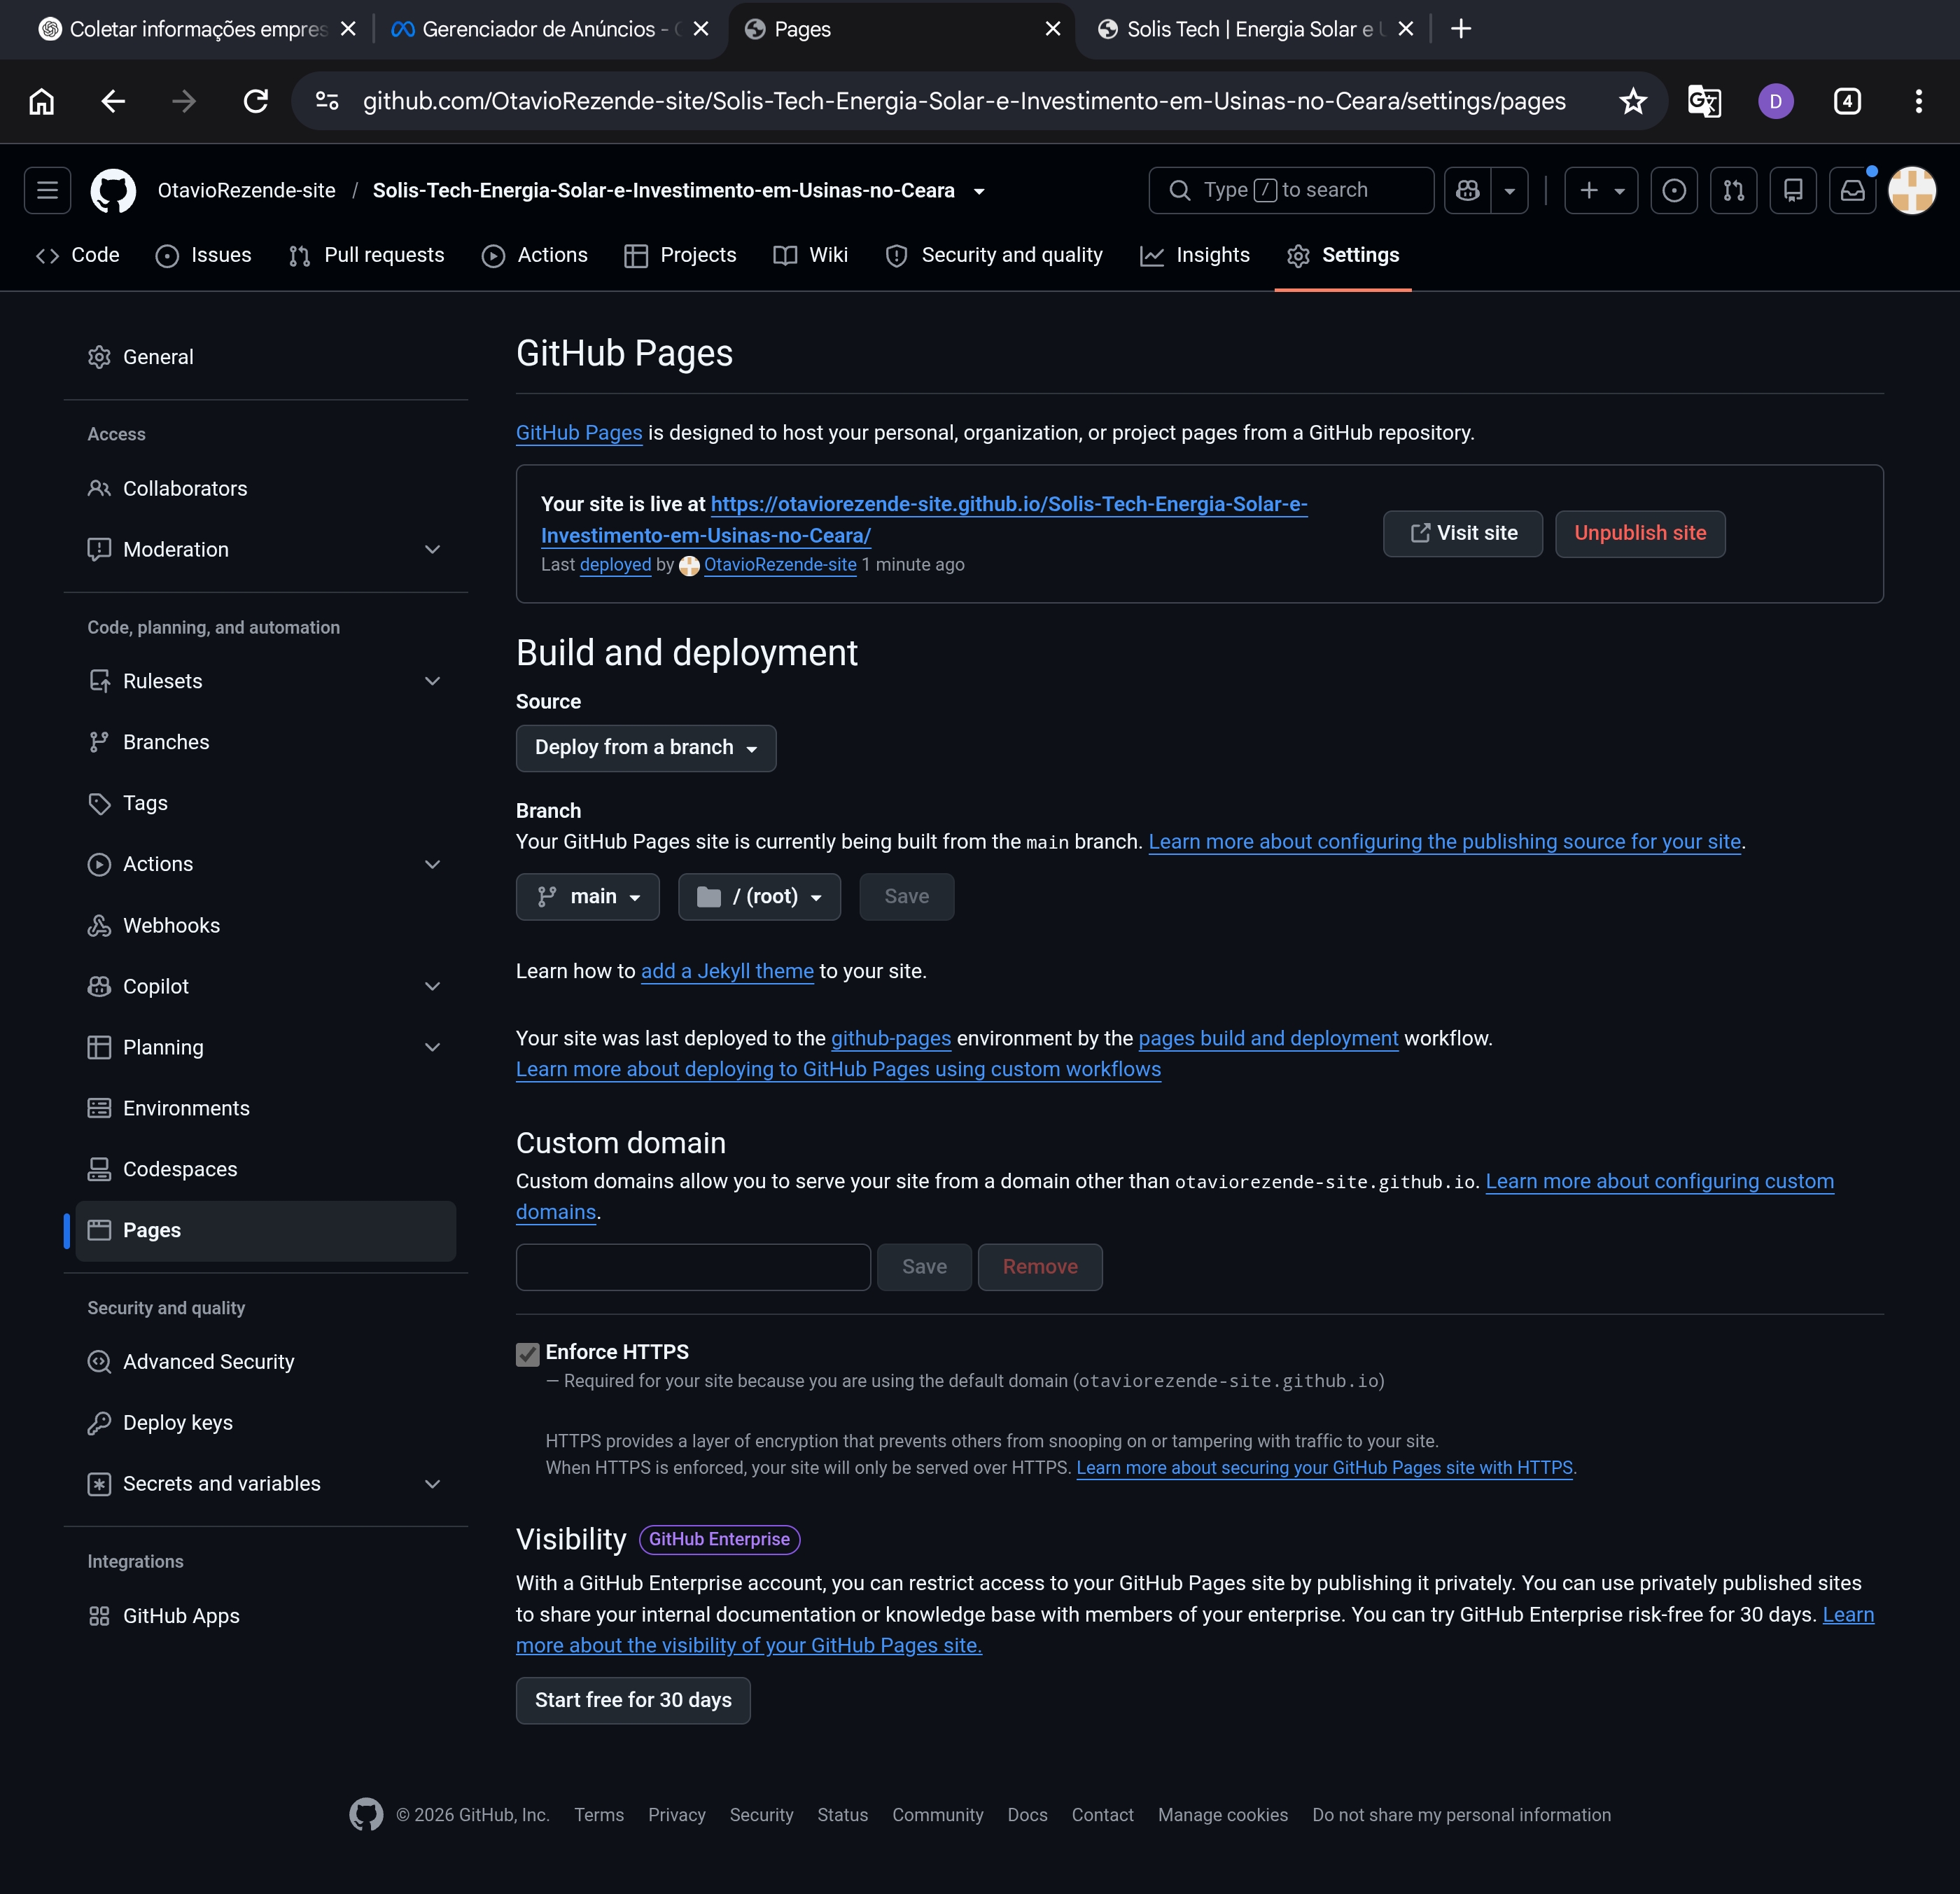 Coletar informações empres
Gerenciador de Anúncios - C
Pages
Solis Tech | Energia Solar e U
github.com/OtavioRezende-site/Solis-Tech-Energia-Solar-e-Investimento-em-Usinas-no-Ceara/settings/pages
D
4
OtavioRezende-site / Solis-Tech-Energia-Solar-e-Investimento-em-Usinas-no-Ceara
Type / to search
Code
Issues
Pull requests
Actions
Projects
Wiki
Security and quality
Insights
Settings
General
Access
Collaborators
Moderation
Code, planning, and automation
Rulesets
Branches
Tags
Actions
Webhooks
Copilot
Planning
Environments
Codespaces
Pages
Security and quality
Advanced Security
Deploy keys
Secrets and variables
Integrations
GitHub Apps
GitHub Pages
GitHub Pages is designed to host your personal, organization, or project pages from a GitHub repository.
Your site is live at https://otaviorezende-site.github.io/Solis-Tech-Energia-Solar-e-
Investimento-em-Usinas-no-Ceara/
Last deployed by OtavioRezende-site 1 minute ago
Visit site
Unpublish site
Build and deployment
Source
Deploy from a branch
Branch
Your GitHub Pages site is currently being built from the main branch. Learn more about configuring the publishing source for your site.
main
/ (root)
Save
Learn how to add a Jekyll theme to your site.
Your site was last deployed to the github-pages environment by the pages build and deployment workflow.
Learn more about deploying to GitHub Pages using custom workflows
Custom domain
Custom domains allow you to serve your site from a domain other than otaviorezende-site.github.io. Learn more about configuring custom
domains.
Save
Remove
Enforce HTTPS
— Required for your site because you are using the default domain (otaviorezende-site.github.io)
HTTPS provides a layer of encryption that prevents others from snooping on or tampering with traffic to your site.
When HTTPS is enforced, your site will only be served over HTTPS. Learn more about securing your GitHub Pages site with HTTPS.
Visibility GitHub Enterprise
With a GitHub Enterprise account, you can restrict access to your GitHub Pages site by publishing it privately. You can use privately published sites
to share your internal documentation or knowledge base with members of your enterprise. You can try GitHub Enterprise risk-free for 30 days. Learn
more about the visibility of your GitHub Pages site.
Start free for 30 days
© 2026 GitHub, Inc. Terms Privacy Security Status Community Docs Contact Manage cookies Do not share my personal information